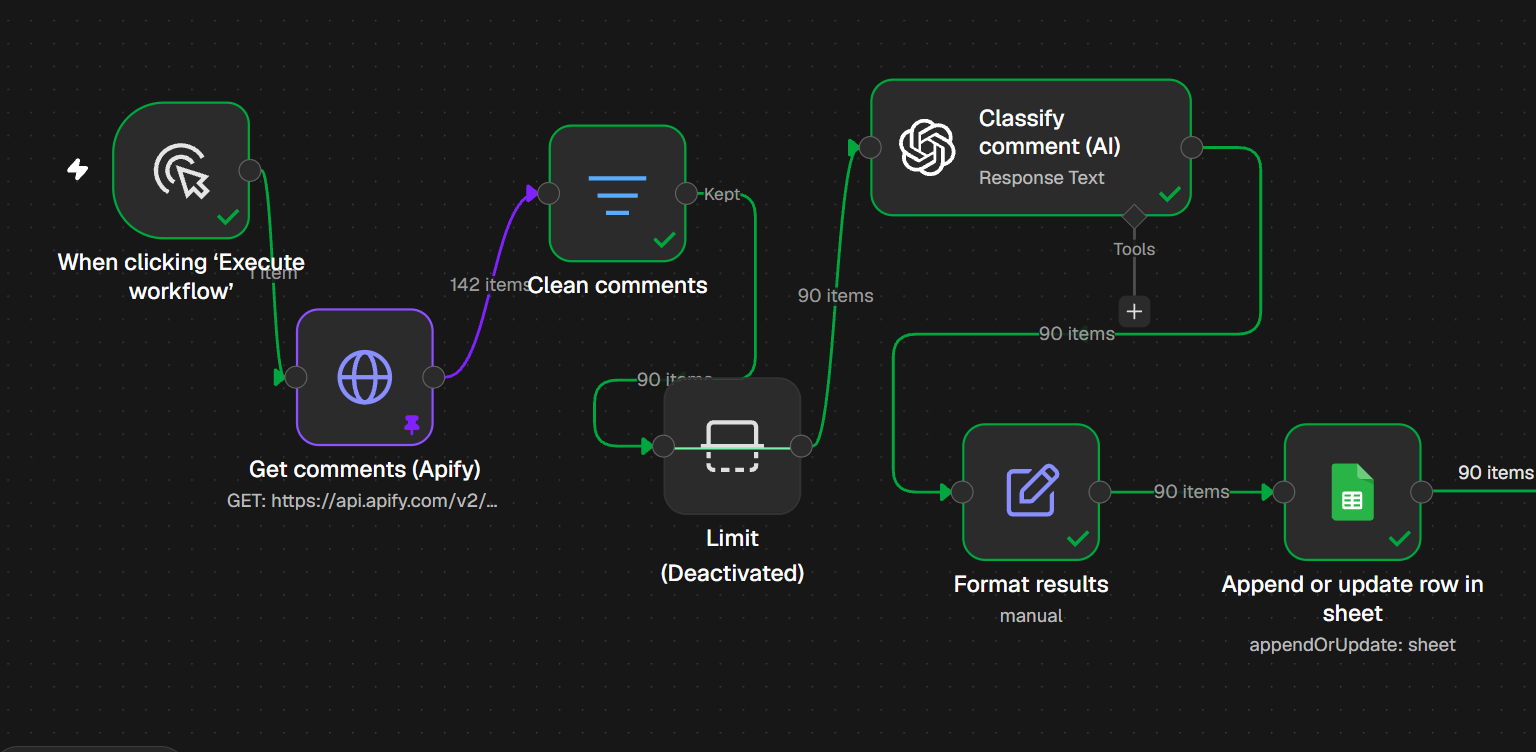 When clicking ‘Execute
workflow’
1 item
Get comments (Apify)
GET: https://api.apify.com/v2/...
142 items
Clean comments
Kept
90 items
Limit
(Deactivated)
90 items
Classify
comment (AI)
Response Text
Tools
90 items
Format results
manual
90 items
Append or update row in
sheet
appendOrUpdate: sheet
90 items